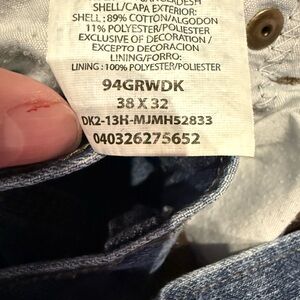 SHELL/CAPA EXTERIOR:
SHELL: 89% COTTON/ALGODON
11% POLYESTER/POLIESTER
EXCLUSIVE OF DECORATION /
EXCEPTO DECORACION
LINING/FORRO:
LINING : 100% POLYESTER/POLIESTER
94GRWDK
38 X 32
DK2-13H-MJMH52833
040326275652